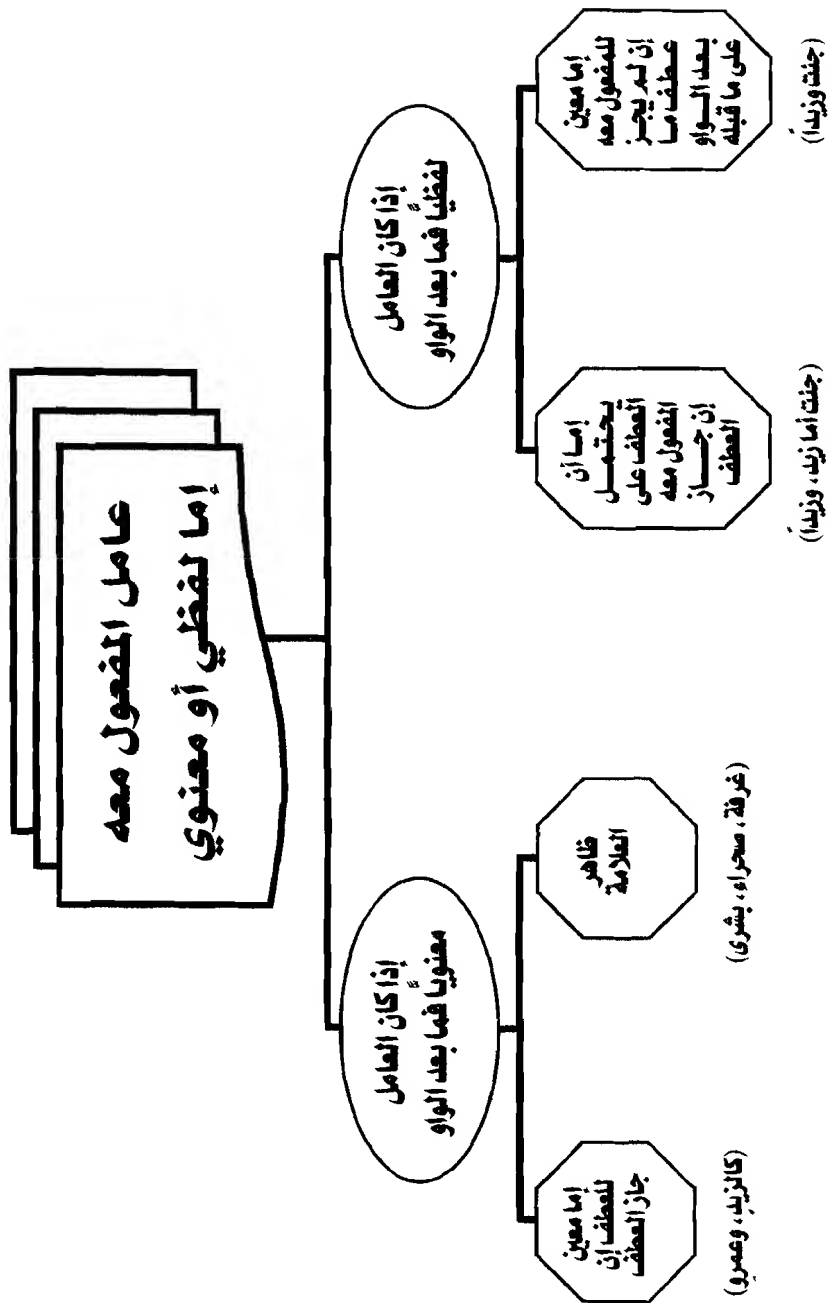 عامل المفعول معه
إما لفظي أو معنوي
إذا كان العامل
لفظياً فما بعد الواو
إما معين
للمفعول معه
إن لم يجز
عطف ما
بعد الواو
على ما قبله
(جئت وزيداً)
إما أن
يحتمل
العطف على
المفعول معه
إن جاز
العطف
(جئت أما زيد، وزيداً)
إذا كان العامل
معنويا فما بعد الواو
ظاهر
العلامة
(غرفة، صحراء، بشرى)
إما معين
للعطف إن
جاز العطف
(كالزيد، وعمرو)